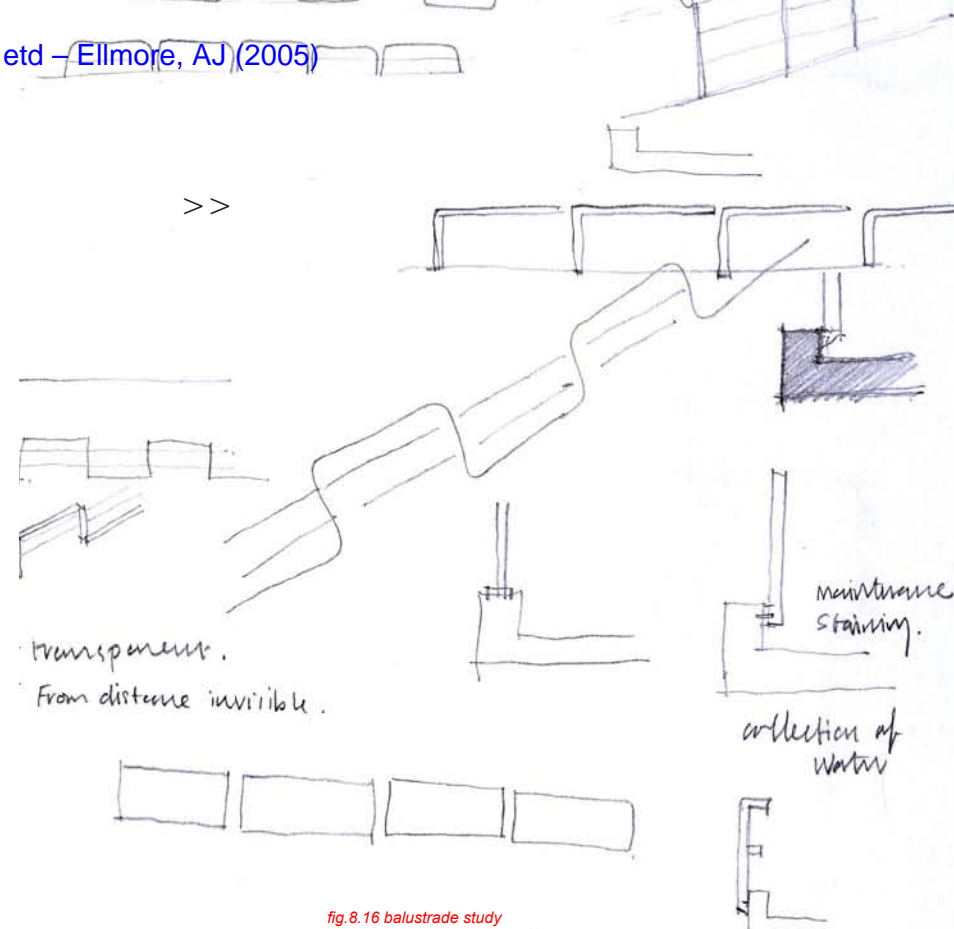 etd – Ellmore, AJ (2005)
>>
maintenance
staining.
transparent.
From distance invisible.
collection of
water
fig.8.16 balustrade study